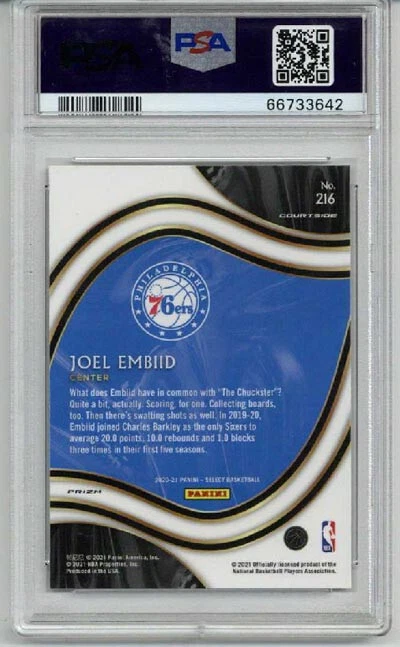 PSA
PSA
66733642
No.
216
COURTSIDE
PHILADELPHIA
76ers
JOEL EMBIID
CENTER
What does Embiid have in common with "The Chuckster"?
Quite a bit, actually. Scoring, for one. Collecting boards,
too. Then there's swatting shots as well. In 2019-20,
Embiid joined Charles Barkley as the only Sixers to
average 20.0 points, 10.0 rebounds and 1.0 blocks
three times in their first five seasons.
2020-21 PANINI - SELECT BASKETBALL
PANINI
PRIZM
© 2021 Panini America, Inc.
© 2021 NBA Properties, Inc.
Produced in the USA.
© 2021 Officially licensed product of the
National Basketball Players Association.